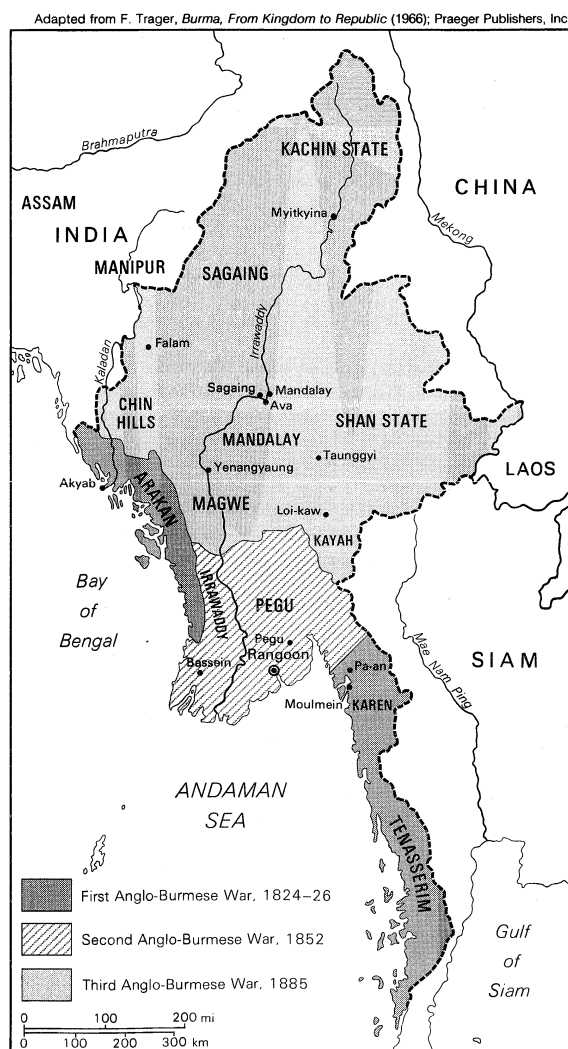 Adapted from F. Trager, Burma, From Kingdom to Republic (1966); Praeger Publishers, Inc
Brahmaputra
KACHIN STATE
CHINA
ASSAM
Myitkyina
Mekong
INDIA
MANIPUR
SAGAING
Irrawaddy
Kaladan
Falam
Sagaing
Mandalay
Ava
CHIN
HILLS
SHAN STATE
MANDALAY
Taunggyi
Yenangyaung
LAOS
Akyab
ARAKAN
MAGWE
Loi-kaw
KAYAH
Bay
of
Bengal
IRRAWADDY
PEGU
Pegu
Rangoon
Bassein
Mae Nam Ping
SIAM
Pa-an
Moulmein
KAREN
ANDAMAN
SEA
TENASSERIM
First Anglo-Burmese War, 1824–26
Second Anglo-Burmese War, 1852
Third Anglo-Burmese War, 1885
Gulf
of
Siam
0 100 200 mi
0 100 200 300 km